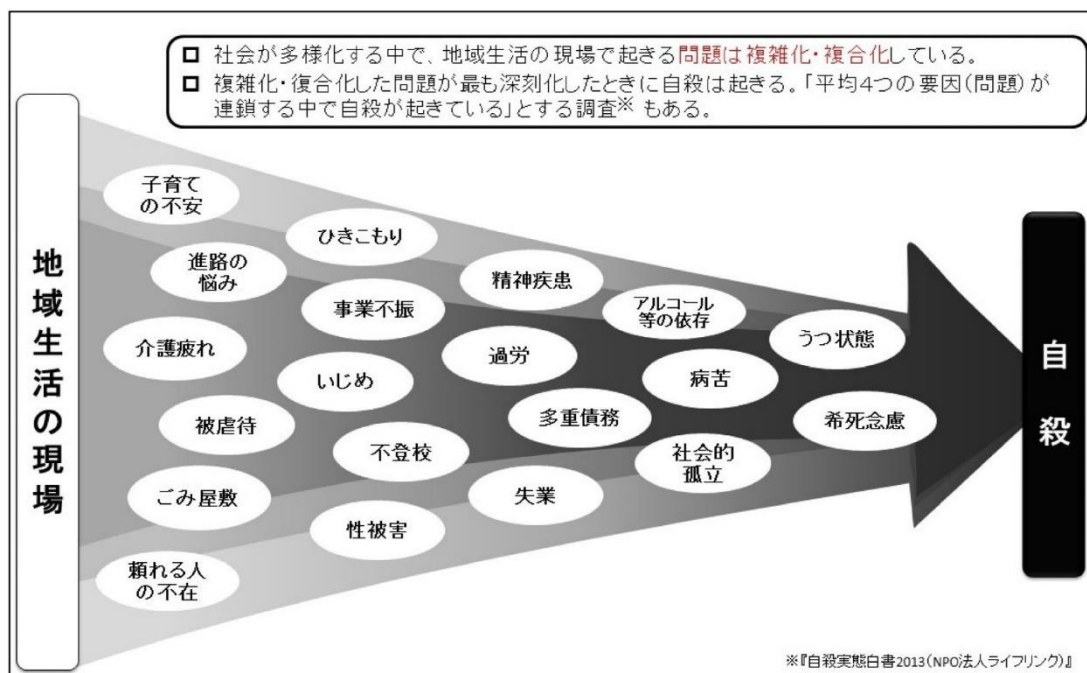 □ 社会が多様化する中で、地域生活の現場で起きる問題は複雑化・複合化している。
□ 複雑化・復合化した問題が最も深刻化したときに自殺は起きる。「平均4つの要因(問題)が
連鎖する中で自殺が起きている」とする調査※ もある。
地域生活の現場
子育て
の不安
進路の
悩み
介護疲れ
被虐待
ごみ屋敷
頼れる人
の不在
ひきこもり
事業不振
いじめ
不登校
性被害
精神疾患
過労
多重債務
失業
アルコール
等の依存
病苦
社会的
孤立
うつ状態
希死念慮
自殺
※『自殺実態白書2013(NPO法人ライフリンク)』